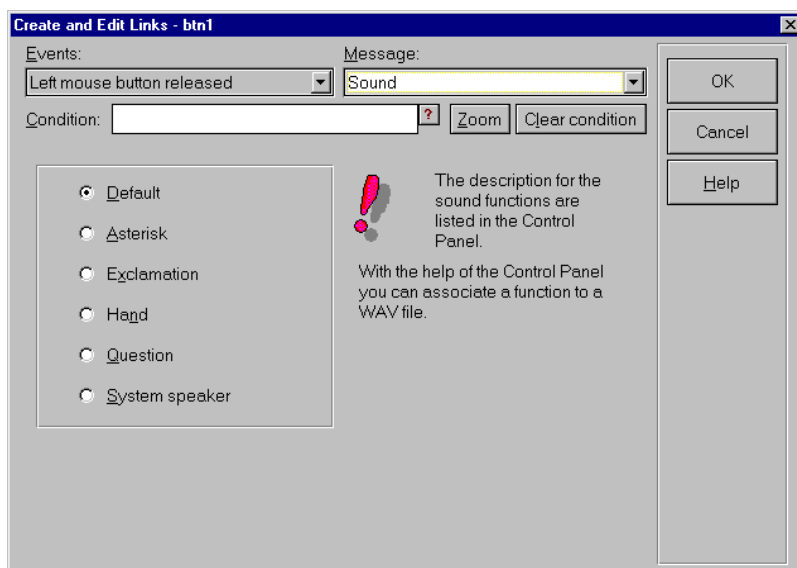 Create and Edit Links - btn1
Events:
Message:
Left mouse button released
Sound
OK
Condition:
?
Zoom
Clear condition
Cancel
Help
Default
Asterisk
Exclamation
Hand
Question
System speaker
The description for the
sound functions are
listed in the Control
Panel.
With the help of the Control Panel
you can associate a function to a
WAV file.